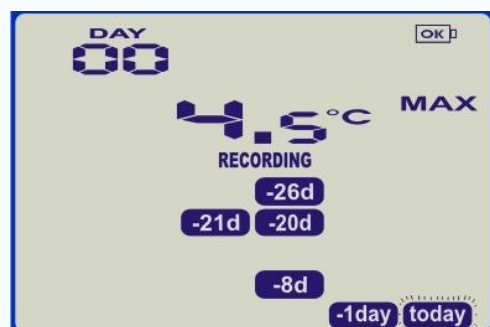 DAY
OK
00
MAX
4.5°C
RECORDING
-26d
-21d -20d
-8d
-1day today